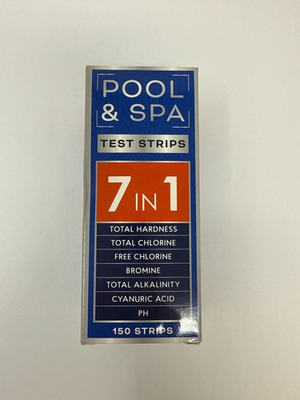 POOL
& SPA
TEST STRIPS
7 IN 1
TOTAL HARDNESS
TOTAL CHLORINE
FREE CHLORINE
BROMINE
TOTAL ALKALINITY
CYANURIC ACID
PH
150 STRIPS